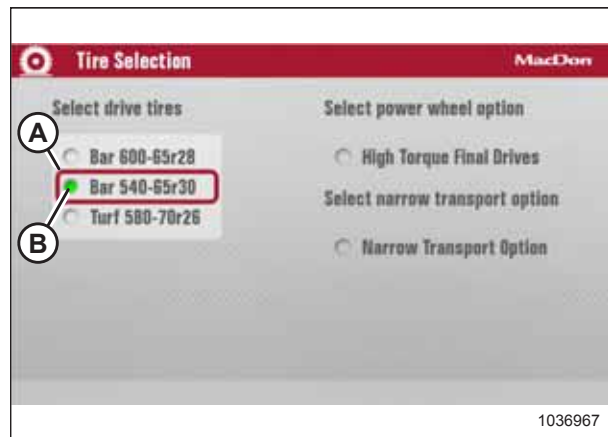 Tire Selection
MacDon
Select drive tires
Bar 600-65r28
Bar 540-65r30
Turf 580-70r26
Select power wheel option
High Torque Final Drives
Select narrow transport option
Narrow Transport Option
A
B
1036967